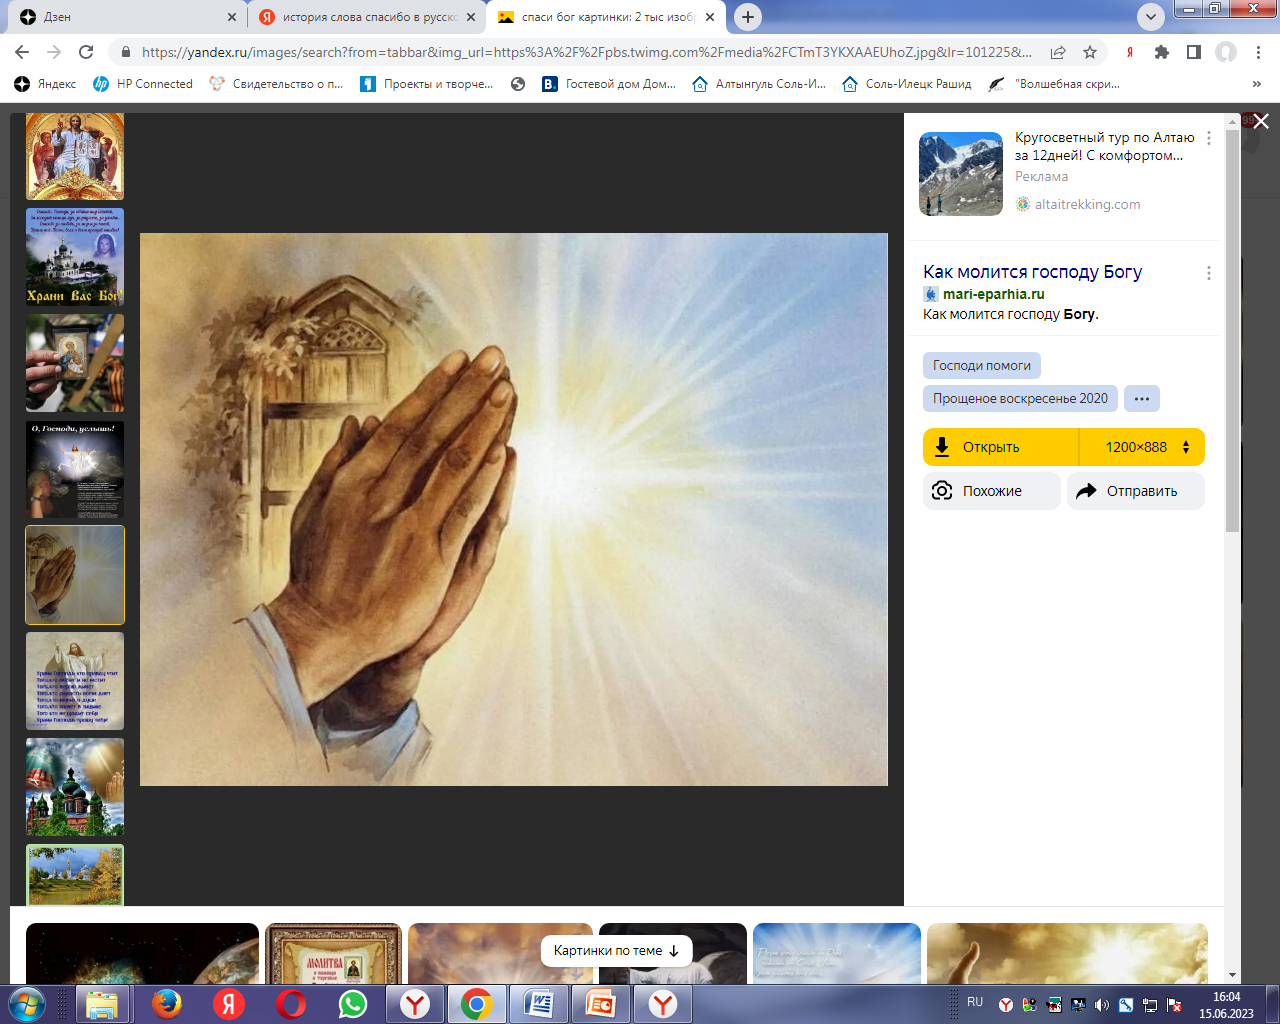 Дзен
история слова спасибо в русск
спаси бог картинки: 2 тыс изоб
https://yandex.ru/images/search?from=tabbar&img_url=https%3A%2F%2Fpbs.twimg.com%2Fmedia%2FCTmT3YKXAAEUhoZ.jpg&lr=101225&...
Яндекс
HP Connected
Свидетельство о п...
Проекты и творче...
Гостевой дом Дом...
Алтынгуль Соль-И...
Соль-Илецк Рашид
"Волшебная скри...
Храни Вас Бог!
О, Господи, услышь!
Кругосветный тур по Алтаю
за 12дней! С комфортом...
Реклама
altaitrekking.com
Как молится господу Богу
mari-eparhia.ru
Как молится господу Богу.
Господи помоги
Прощеное воскресенье 2020
Открыть
1200×888
Похожие
Отправить
Картинки по теме
МОЛИТВА
RU
16:04
15.06.2023